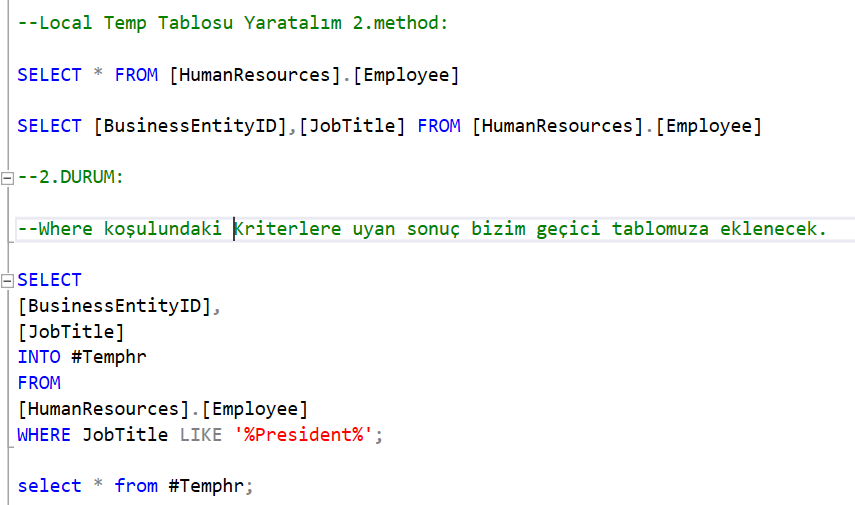 --Local Temp Tablosu Yaratalım 2.method:
SELECT * FROM [HumanResources].[Employee]
SELECT [BusinessEntityID],[JobTitle] FROM [HumanResources].[Employee]
--2.DURUM:
--Where koşulundaki Kriterlere uyan sonuç bizim geçici tablomuza eklenecek.
SELECT
[BusinessEntityID],
[JobTitle]
INTO #Temphr
FROM
[HumanResources].[Employee]
WHERE JobTitle LIKE '%President%';
select * from #Temphr;